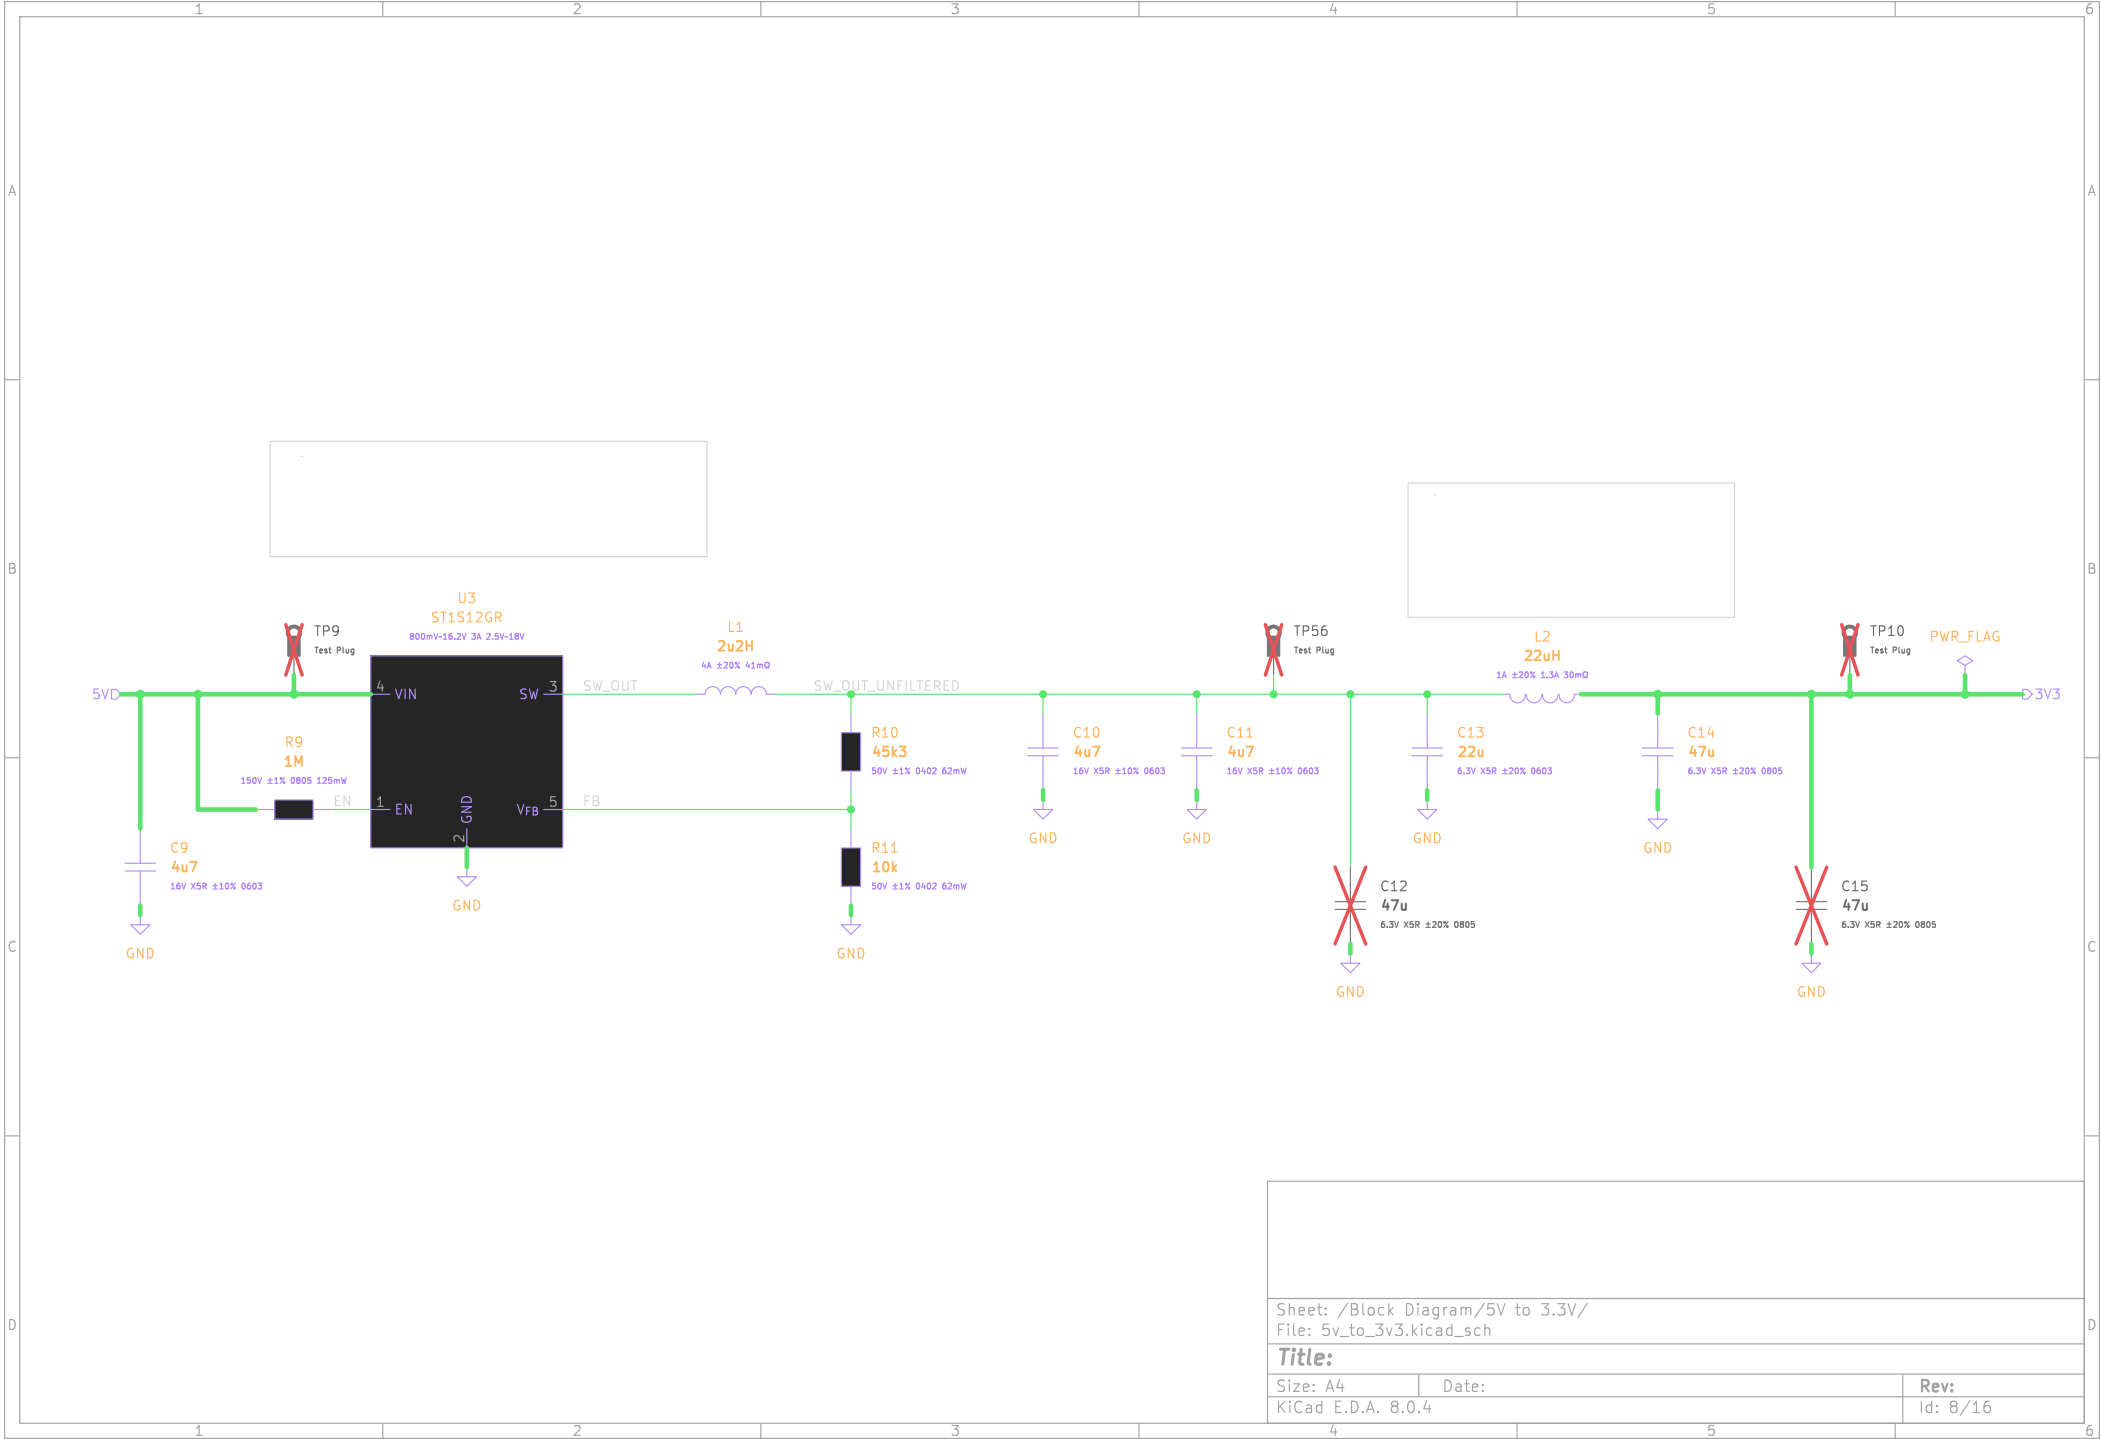 1 2 3 4 5 6
A A
B B
C C
D D
U3
ST1S12GR
800mV-16.2V 3A 2.5V-18V
TP9
Test Plug
5V
4 VIN
SW 3
1 EN
GND
2
VFB 5
R9
1M
150V ±1% 0805 125mW
EN
C9
4u7
16V X5R ±10% 0603
GND
GND
SW_OUT
FB
L1
2u2H
4A ±20% 41mΩ
SW_OUT_UNFILTERED
R10
45k3
50V ±1% 0402 62mW
R11
10k
50V ±1% 0402 62mW
GND
C10
4u7
16V X5R ±10% 0603
GND
C11
4u7
16V X5R ±10% 0603
GND
TP56
Test Plug
C12
47u
6.3V X5R ±20% 0805
GND
C13
22u
6.3V X5R ±20% 0603
GND
L2
22uH
1A ±20% 1.3A 30mΩ
C14
47u
6.3V X5R ±20% 0805
GND
C15
47u
6.3V X5R ±20% 0805
GND
TP10
Test Plug
PWR_FLAG
3V3
Sheet: /Block Diagram/5V to 3.3V/
File: 5v_to_3v3.kicad_sch
Title:
Size: A4 Date: Rev:
KiCad E.D.A. 8.0.4 Id: 8/16
1 2 3 4 5 6